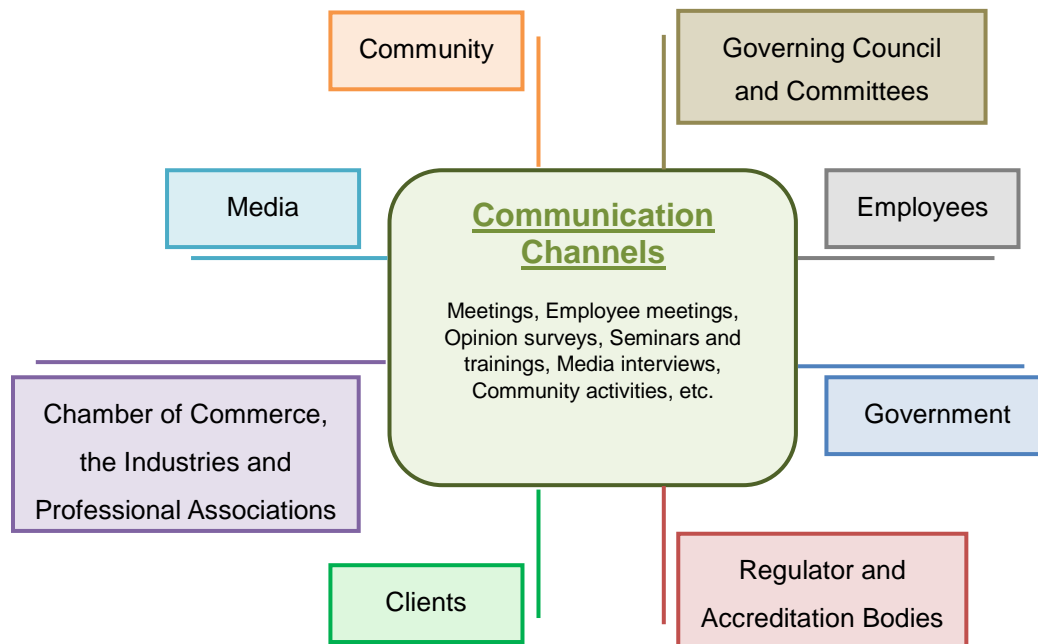 Community
Governing Council
and Committees
Media
Communication
Channels
Employees
Meetings, Employee meetings,
Opinion surveys, Seminars and
trainings, Media interviews,
Community activities, etc.
Chamber of Commerce,
the Industries and
Professional Associations
Government
Clients
Regulator and
Accreditation Bodies